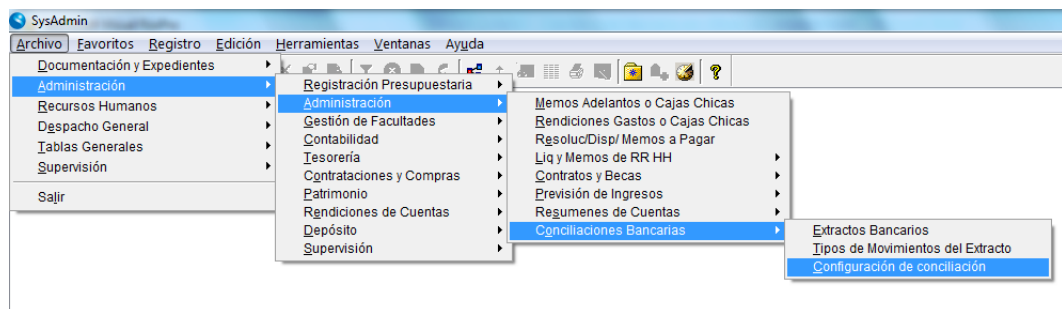 SysAdmin
Archivo Favoritos Registro Edición Herramientas Ventanas Ayuda
Documentación y Expedientes
Administración
Recursos Humanos
Despacho General
Tablas Generales
Supervisión
Salir
Registración Presupuestaria
Administración
Gestión de Facultades
Contabilidad
Tesorería
Contrataciones y Compras
Patrimonio
Rendiciones de Cuentas
Depósito
Supervisión
Memos Adelantos o Cajas Chicas
Rendiciones Gastos o Cajas Chicas
Resoluc/Disp/ Memos a Pagar
Liq y Memos de RR HH
Contratos y Becas
Previsión de Ingresos
Resumenes de Cuentas
Conciliaciones Bancarias
Extractos Bancarios
Tipos de Movimientos del Extracto
Configuración de conciliación